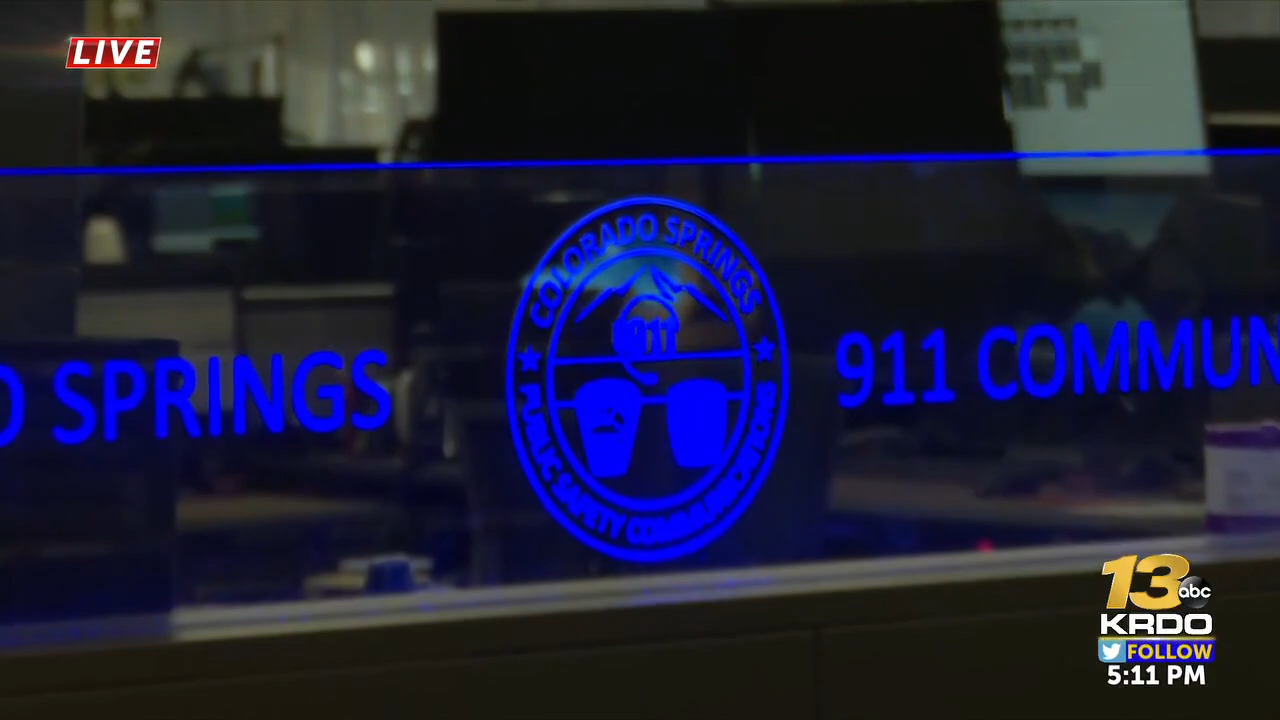 LIVE
COLORADO SPRINGS
911
PUBLIC SAFETY COMMUNICATIONS
O SPRINGS
911 COMMUN
13
abc
KRDO
FOLLOW
5:11 PM